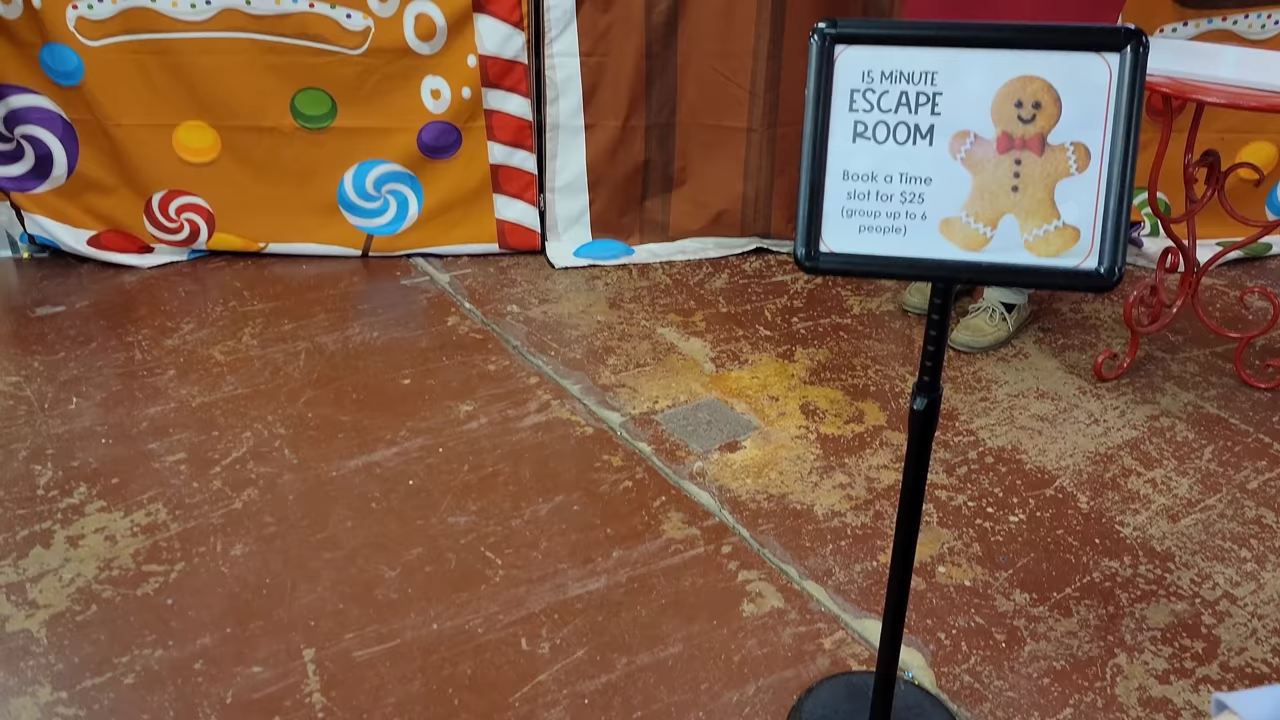 15 MINUTE
ESCAPE
ROOM
Book a Time
slot for $25
(group up to 6
people)